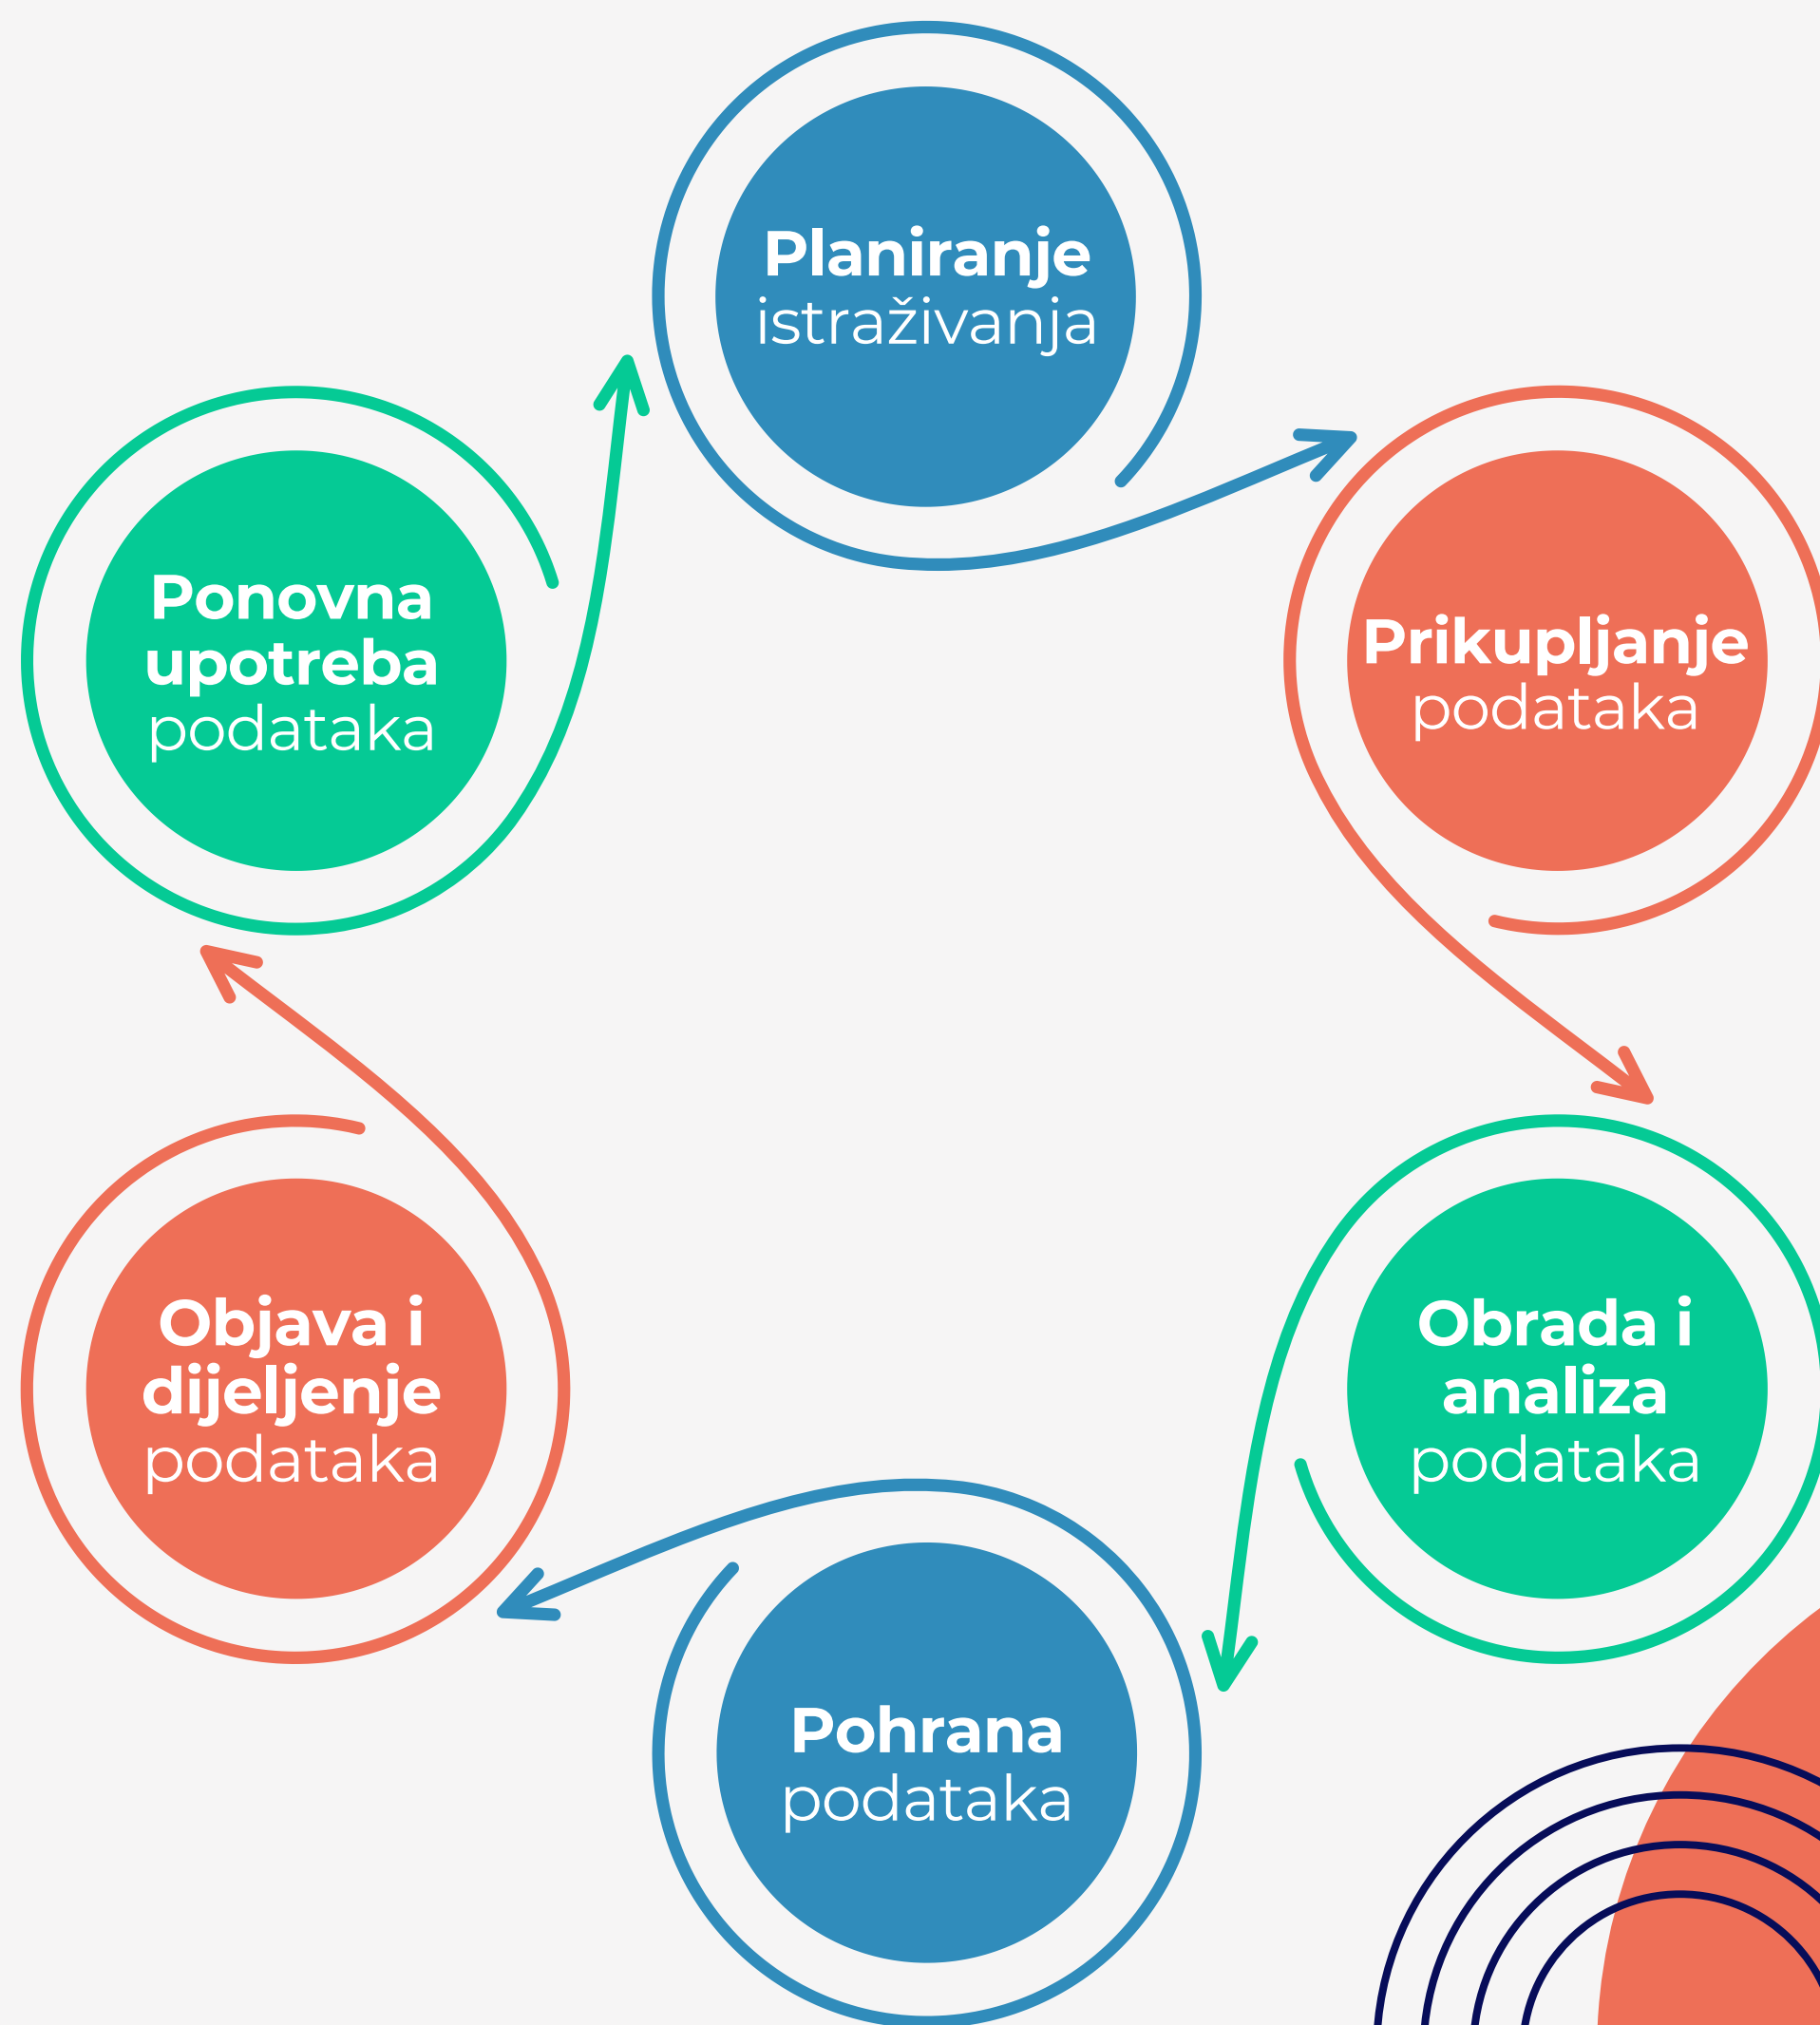 Planiranje
istraživanja
Prikupljanje
podataka
Obrada i
analiza
podataka
Pohrana
podataka
Objava i
dijeljenje
podataka
Ponovna
upotreba
podataka